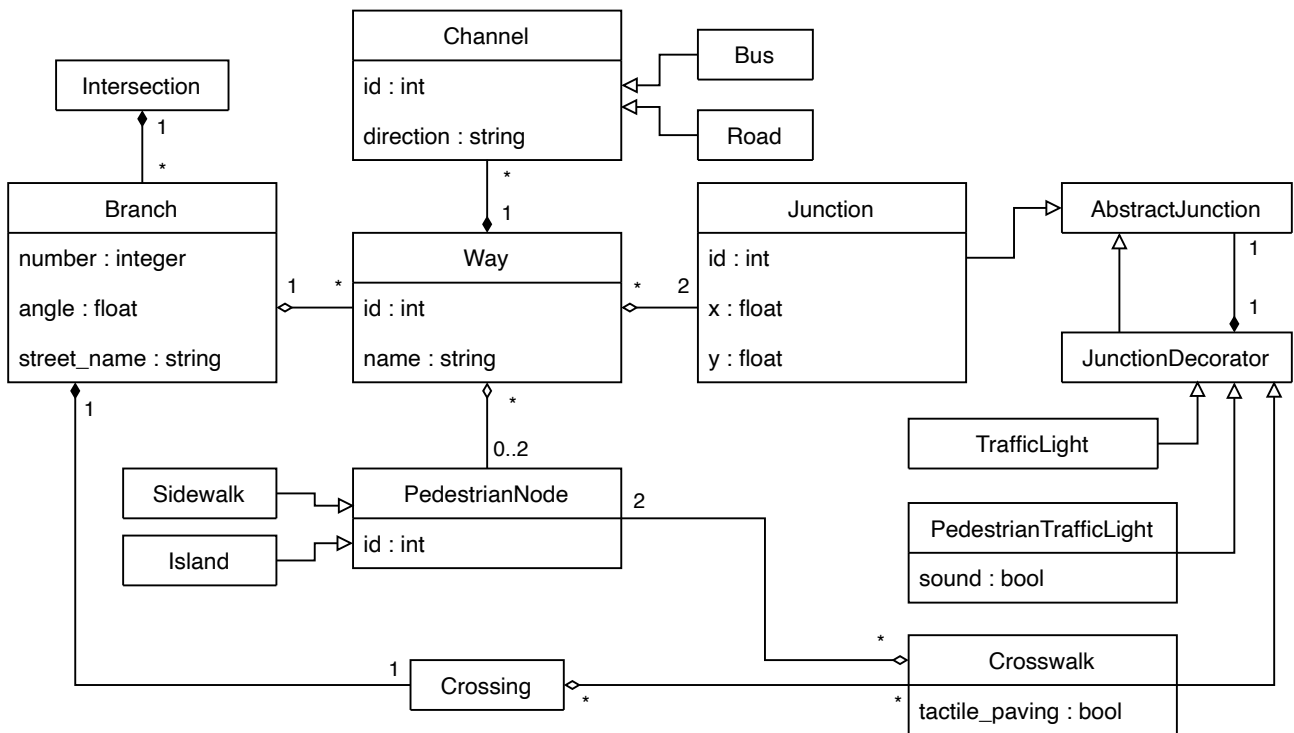 Channel
id : int
direction : string
Bus
Road
Intersection
1
*
*
1
Branch
number : integer
angle : float
street_name : string
1
*
Way
id : int
name : string
*
2
Junction
id : int
x : float
y : float
AbstractJunction
1
1
JunctionDecorator
1
*
0..2
TrafficLight
Sidewalk
Island
PedestrianNode
id : int
2
PedestrianTrafficLight
sound : bool
*
1
Crossing
*
*
Crosswalk
tactile_paving : bool